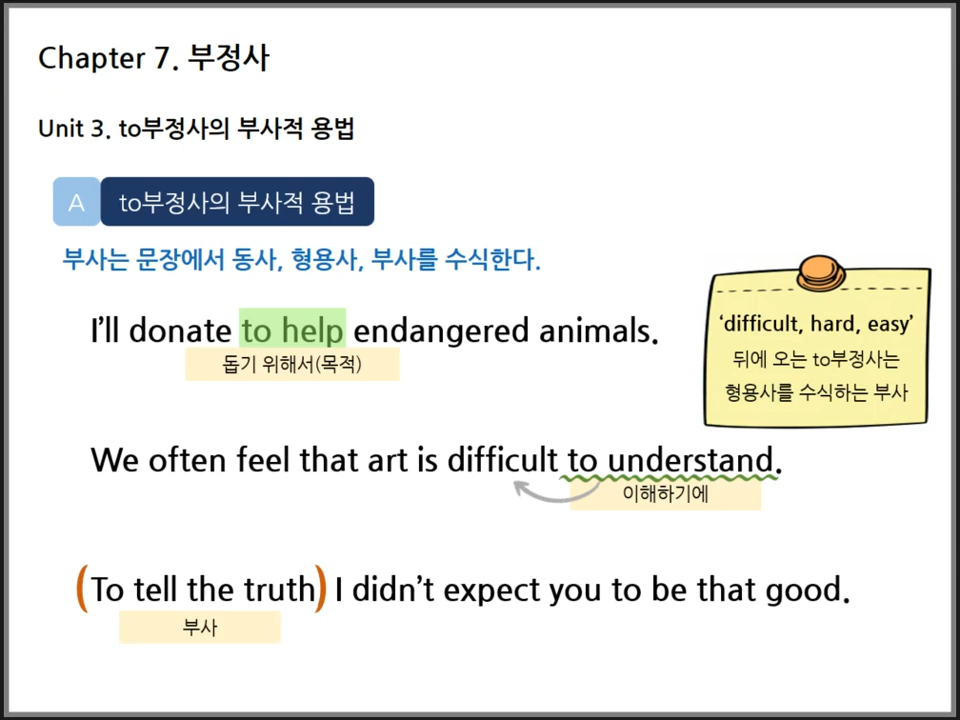 Chapter 7. 부정사
Unit 3. to부정사의 부사적 용법
A to부정사의 부사적 용법
부사는 문장에서 동사, 형용사, 부사를 수식한다.
I’ll donate to help endangered animals.
돕기 위해서(목적)
‘difficult, hard, easy’
뒤에 오는 to부정사는
형용사를 수식하는 부사
We often feel that art is difficult to understand.
이해하기에
(To tell the truth) I didn’t expect you to be that good.
부사